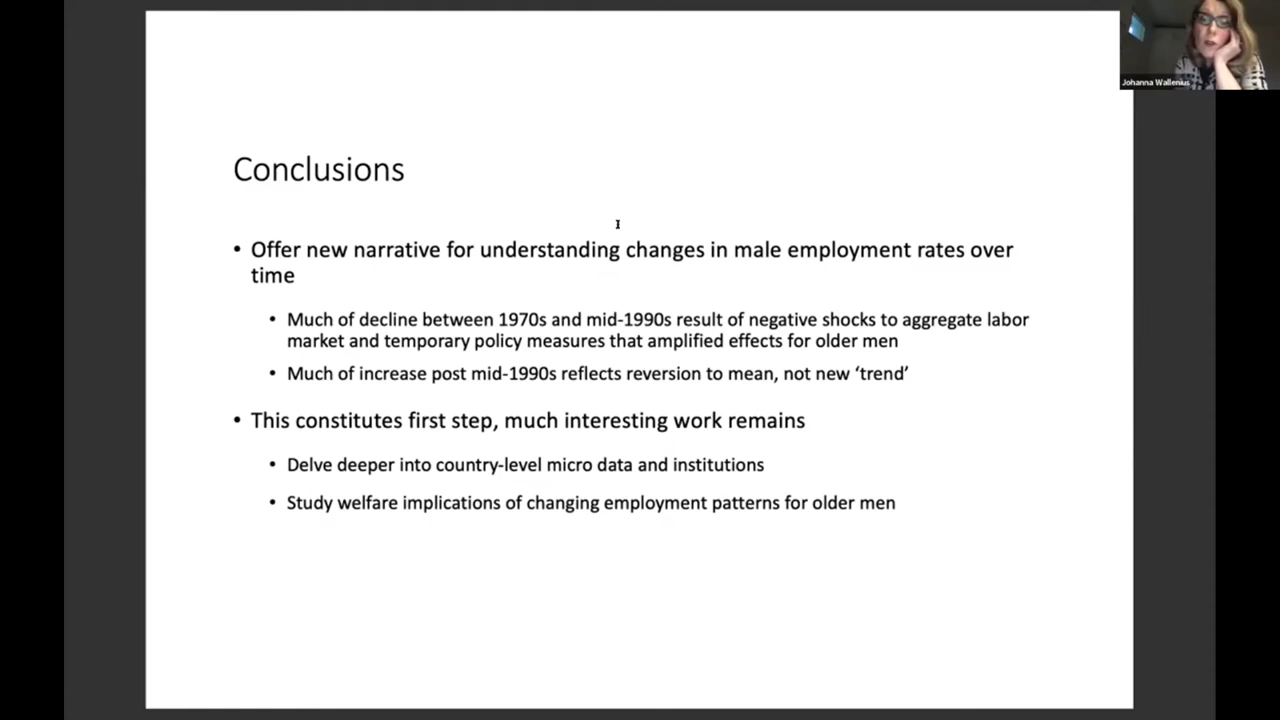 Johanna Wallenius
Conclusions
• Offer new narrative for understanding changes in male employment rates over
time
• Much of decline between 1970s and mid-1990s result of negative shocks to aggregate labor
market and temporary policy measures that amplified effects for older men
• Much of increase post mid-1990s reflects reversion to mean, not new ‘trend’
• This constitutes first step, much interesting work remains
• Delve deeper into country-level micro data and institutions
• Study welfare implications of changing employment patterns for older men